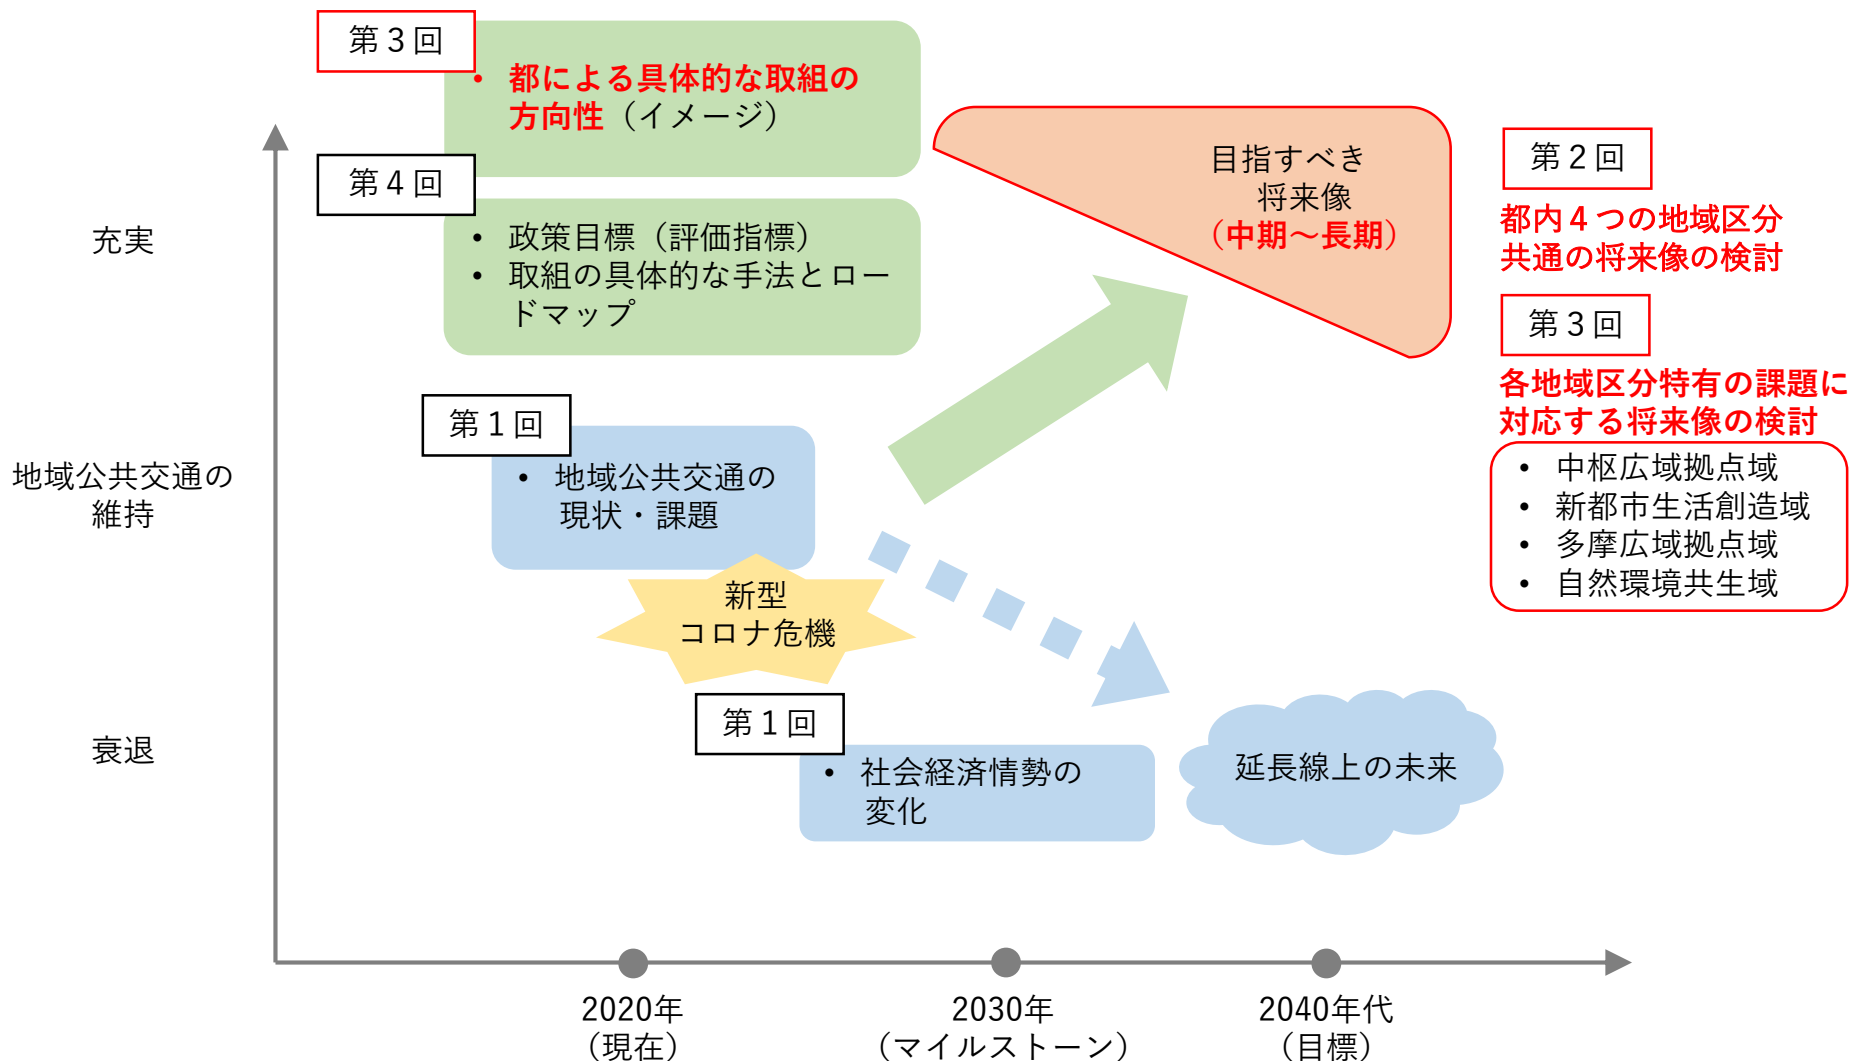 第３回
• 都による具体的な取組の
方向性（イメージ）
第４回
• 政策目標（評価指標）
• 取組の具体的な手法とロー
ドマップ
目指すべき
将来像
（中期～長期）
第２回
都内４つの地域区分
共通の将来像の検討
第３回
各地域区分特有の課題に
対応する将来像の検討
• 中枢広域拠点域
• 新都市生活創造域
• 多摩広域拠点域
• 自然環境共生域
充実
地域公共交通の
維持
衰退
第１回
• 地域公共交通の
現状・課題
新型
コロナ危機
第１回
• 社会経済情勢の
変化
延長線上の未来
2020年
（現在）
2030年
（マイルストーン）
2040年代
（目標）